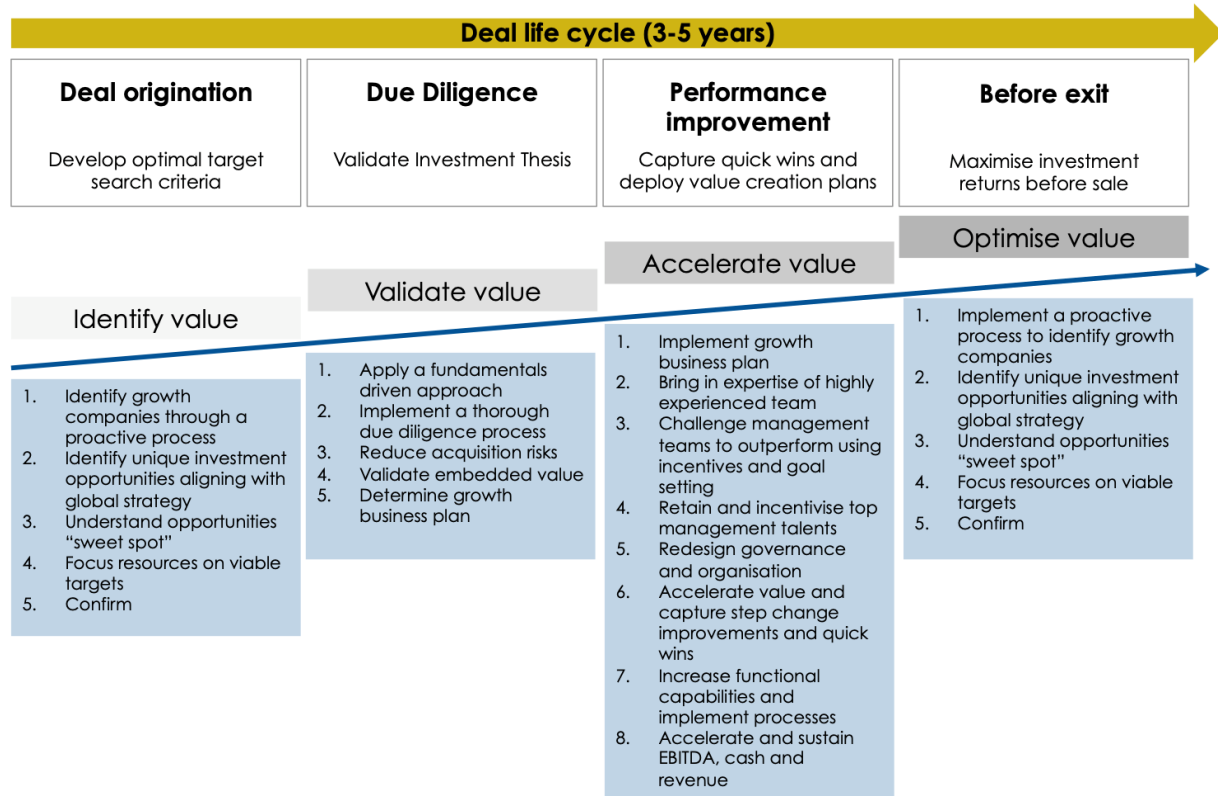 Deal life cycle (3-5 years)
Deal origination
Develop optimal target
search criteria
Due Diligence
Validate Investment Thesis
Performance
improvement
Capture quick wins and
deploy value creation plans
Before exit
Maximise investment
returns before sale
Identify value
Validate value
Accelerate value
Optimise value
1. Identify growth
companies through a
proactive process
2. Identify unique investment
opportunities aligning with
global strategy
3. Understand opportunities
“sweet spot”
4. Focus resources on viable
targets
5. Confirm
1. Apply a fundamentals
driven approach
2. Implement a thorough
due diligence process
3. Reduce acquisition risks
4. Validate embedded value
5. Determine growth
business plan
1. Implement growth
business plan
2. Bring in expertise of highly
experienced team
3. Challenge management
teams to outperform using
incentives and goal
setting
4. Retain and incentivise top
management talents
5. Redesign governance
and organisation
6. Accelerate value and
capture step change
improvements and quick
wins
7. Increase functional
capabilities and
implement processes
8. Accelerate and sustain
EBITDA, cash and
revenue
1. Implement a proactive
process to identify growth
companies
2. Identify unique investment
opportunities aligning with
global strategy
3. Understand opportunities
“sweet spot”
4. Focus resources on viable
targets
5. Confirm